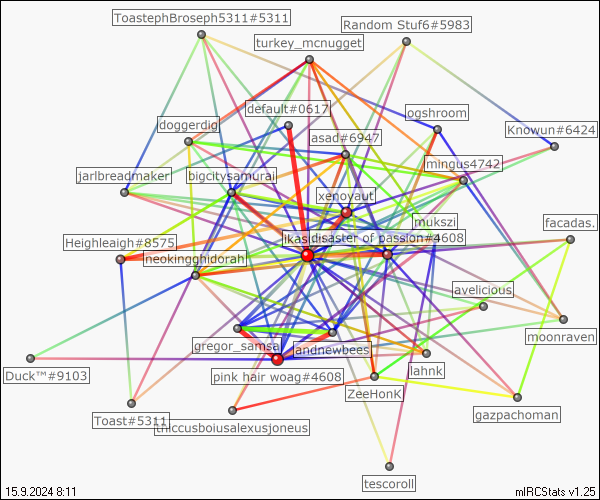 ToastephBroseph5311#5311
Random Stuf6#5983
turkey_mcnugget
default#0617
ogshroom
doggerdig
asad#6947
Knowun#6424
mingus4742
jarlbreadmaker
bigcitysamurai
xenoyaut
mukszi
facadas.
Heighleaigh#8575
disaster of passion#4608
neokingghidorah
avelicious
moonraven
gregor_samsa
andnewbees
lahnk
Duck™#9103
pink hair woag#4608
ZeeHonK
Toast#5311
thiccusboiusalexusjoneus
gazpachoman
tescoroll
15.9.2024 8:11
mIRCStats v1.25